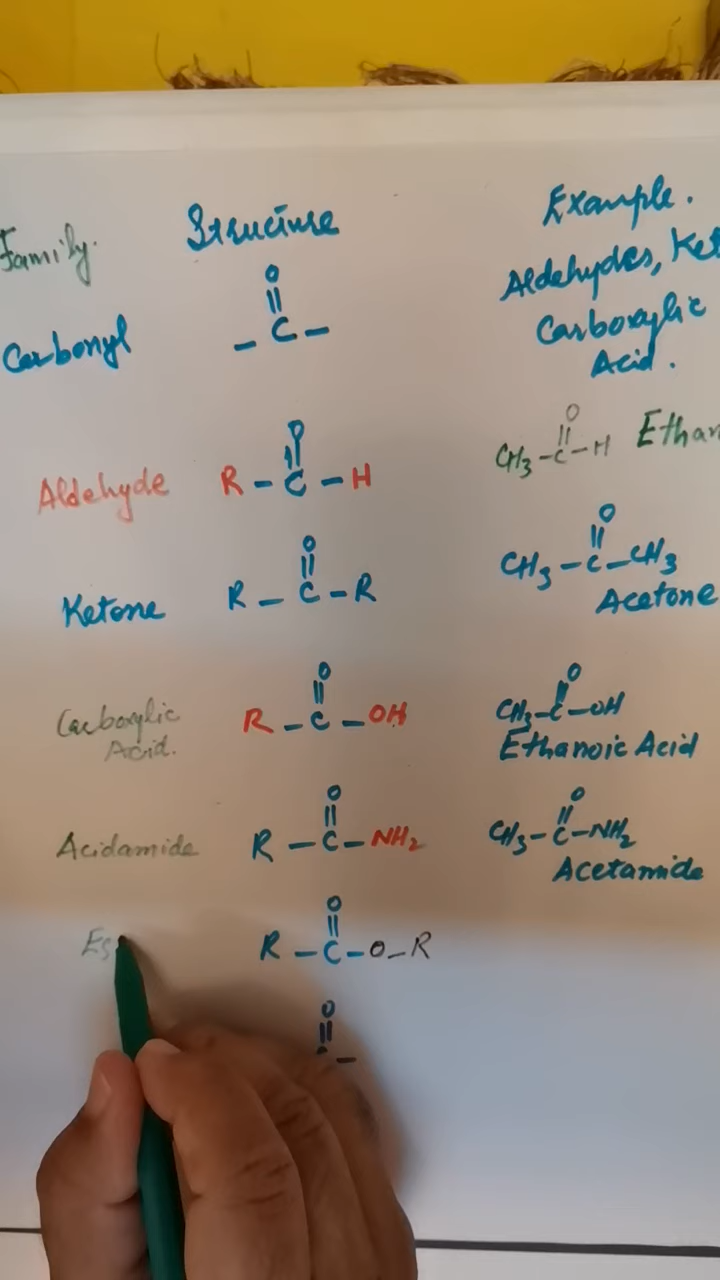 Family. Structure Example.
Carbonyl - C - Aldehydes, Ket
O
||
Carboxylic
Acid.
Aldehyde R - C - H CH3 - C - H Ethan
O O
|| ||
Ketone R - C - R CH3 - C - CH3
O O
|| ||
Acetone
Carboxylic R - C - OH CH3 - C - OH
Acid. O O
|| ||
Ethanoic Acid
Acidamide R - C - NH2 CH3 - C - NH2
O O
|| ||
Acetamide
Es R - C - O - R
O
||
O
||
-